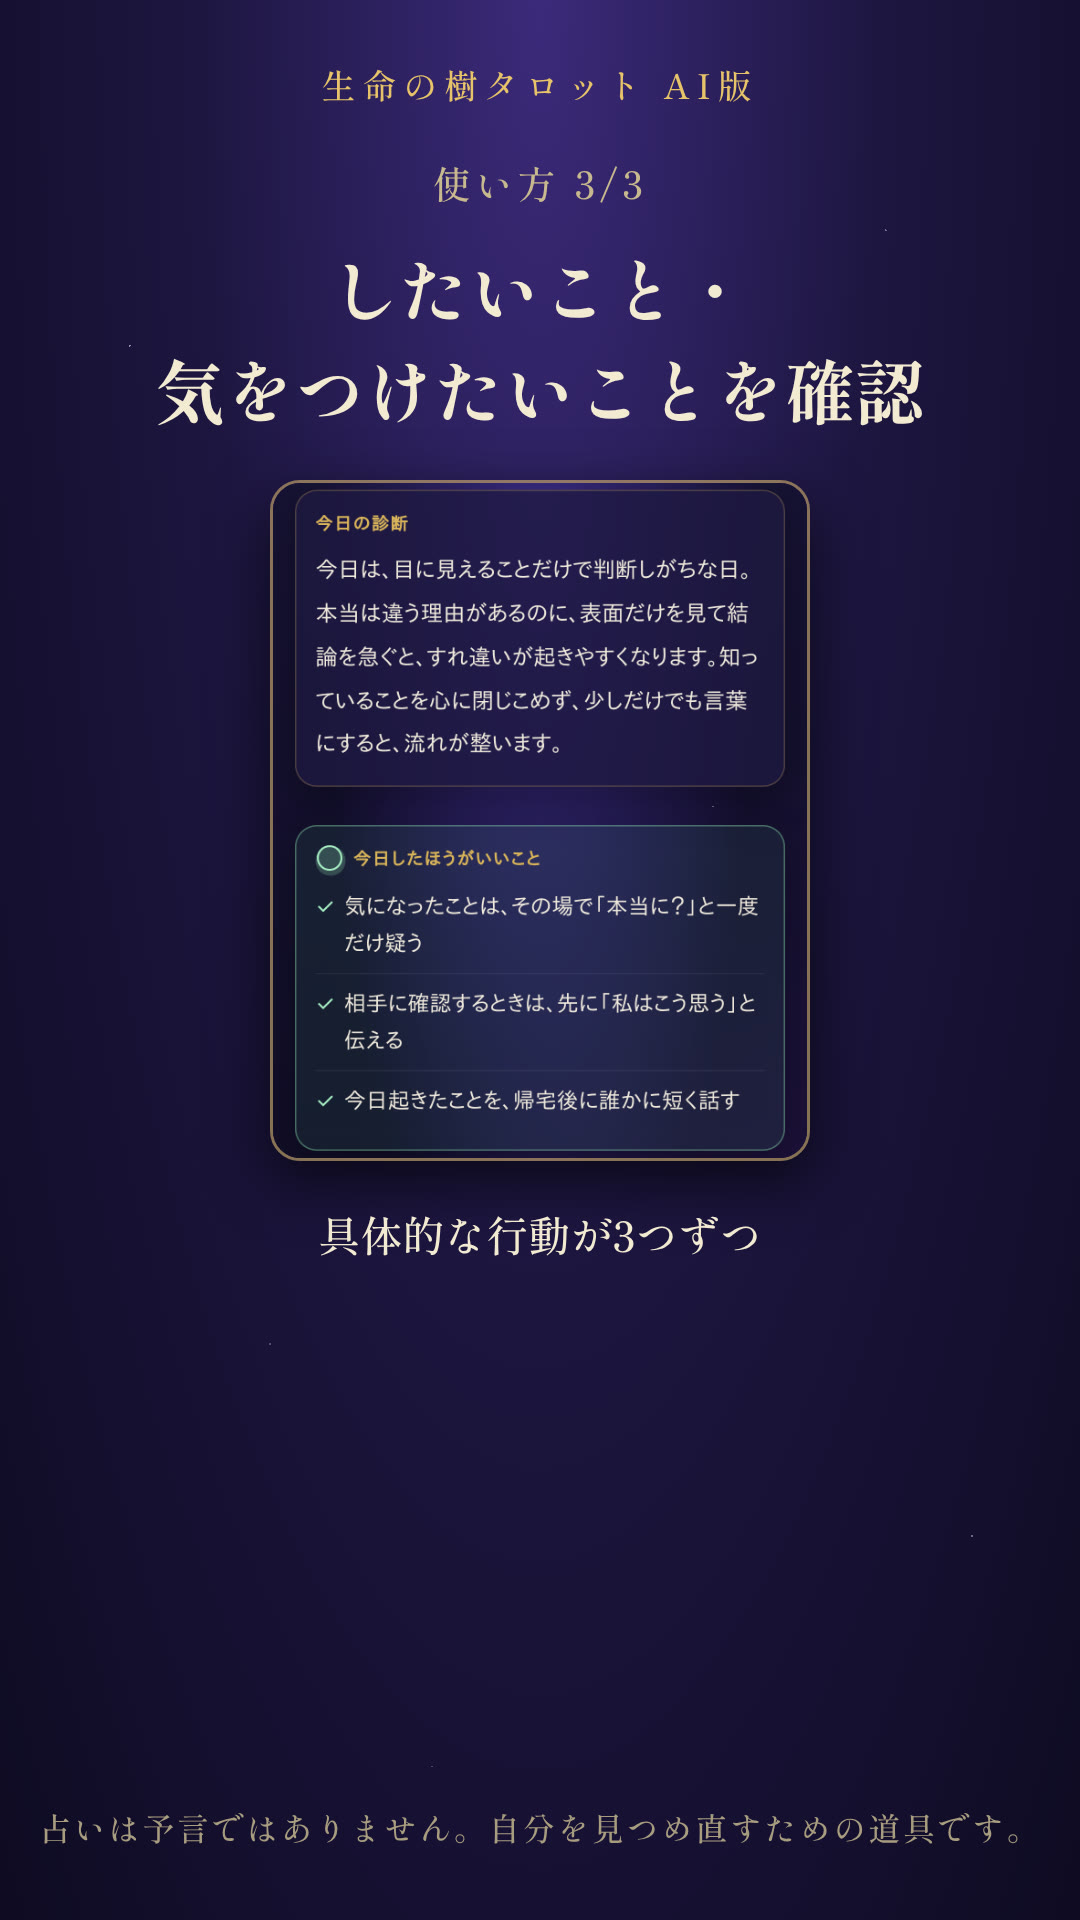 生命の樹タロット AI版
使い方 3/3
したいこと・
気をつけたいことを確認
今日の診断
今日は、目に見えることだけで判断しがちな日。
本当は違う理由があるのに、表面だけを見て結
論を急ぐと、すれ違いが起きやすくなります。知っ
ていることを心に閉じこめず、少しだけでも言葉
にすると、流れが整います。
今日したほうがいいこと
気になったことは、その場で「本当に？」と一度
だけ疑う
相手に確認するときは、先に「私はこう思う」と
伝える
今日起きたことを、帰宅後に誰かに短く話す
具体的な行動が3つずつ
占いは予言ではありません。自分を見つめ直すための道具です。